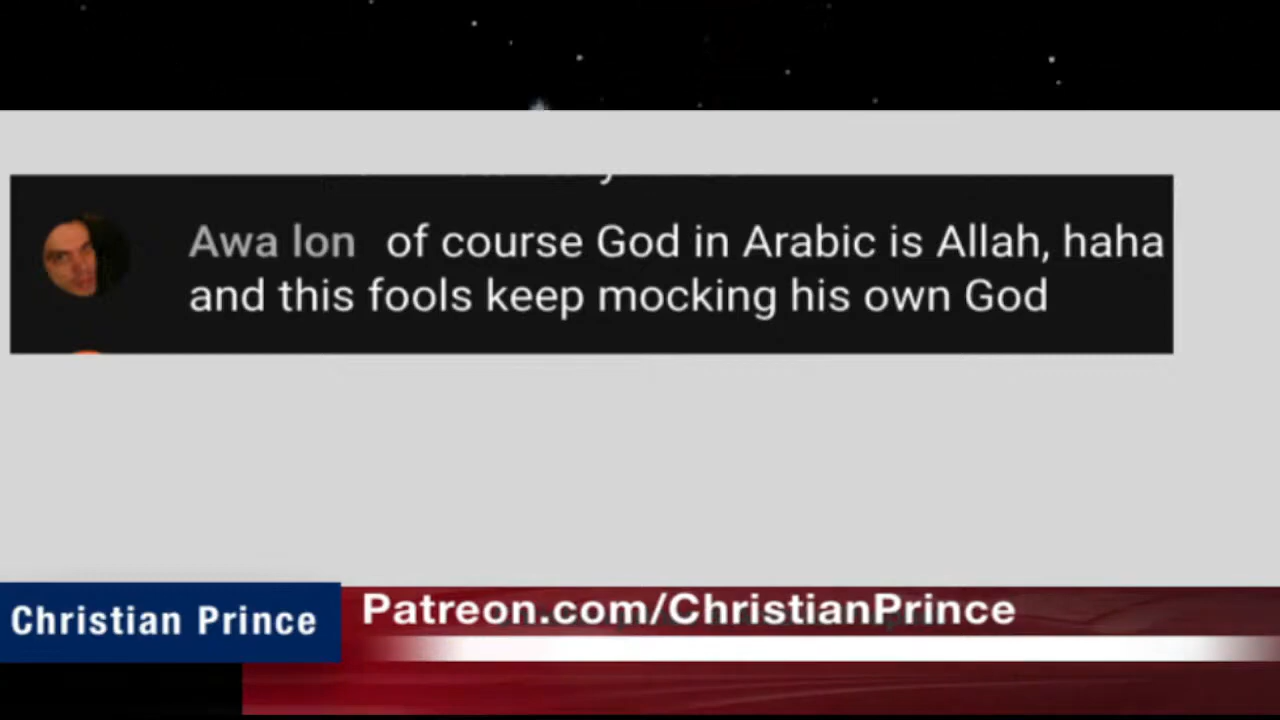 Awa lon of course God in Arabic is Allah, haha
and this fools keep mocking his own God
Christian Prince
Patreon.com/ChristianPrince